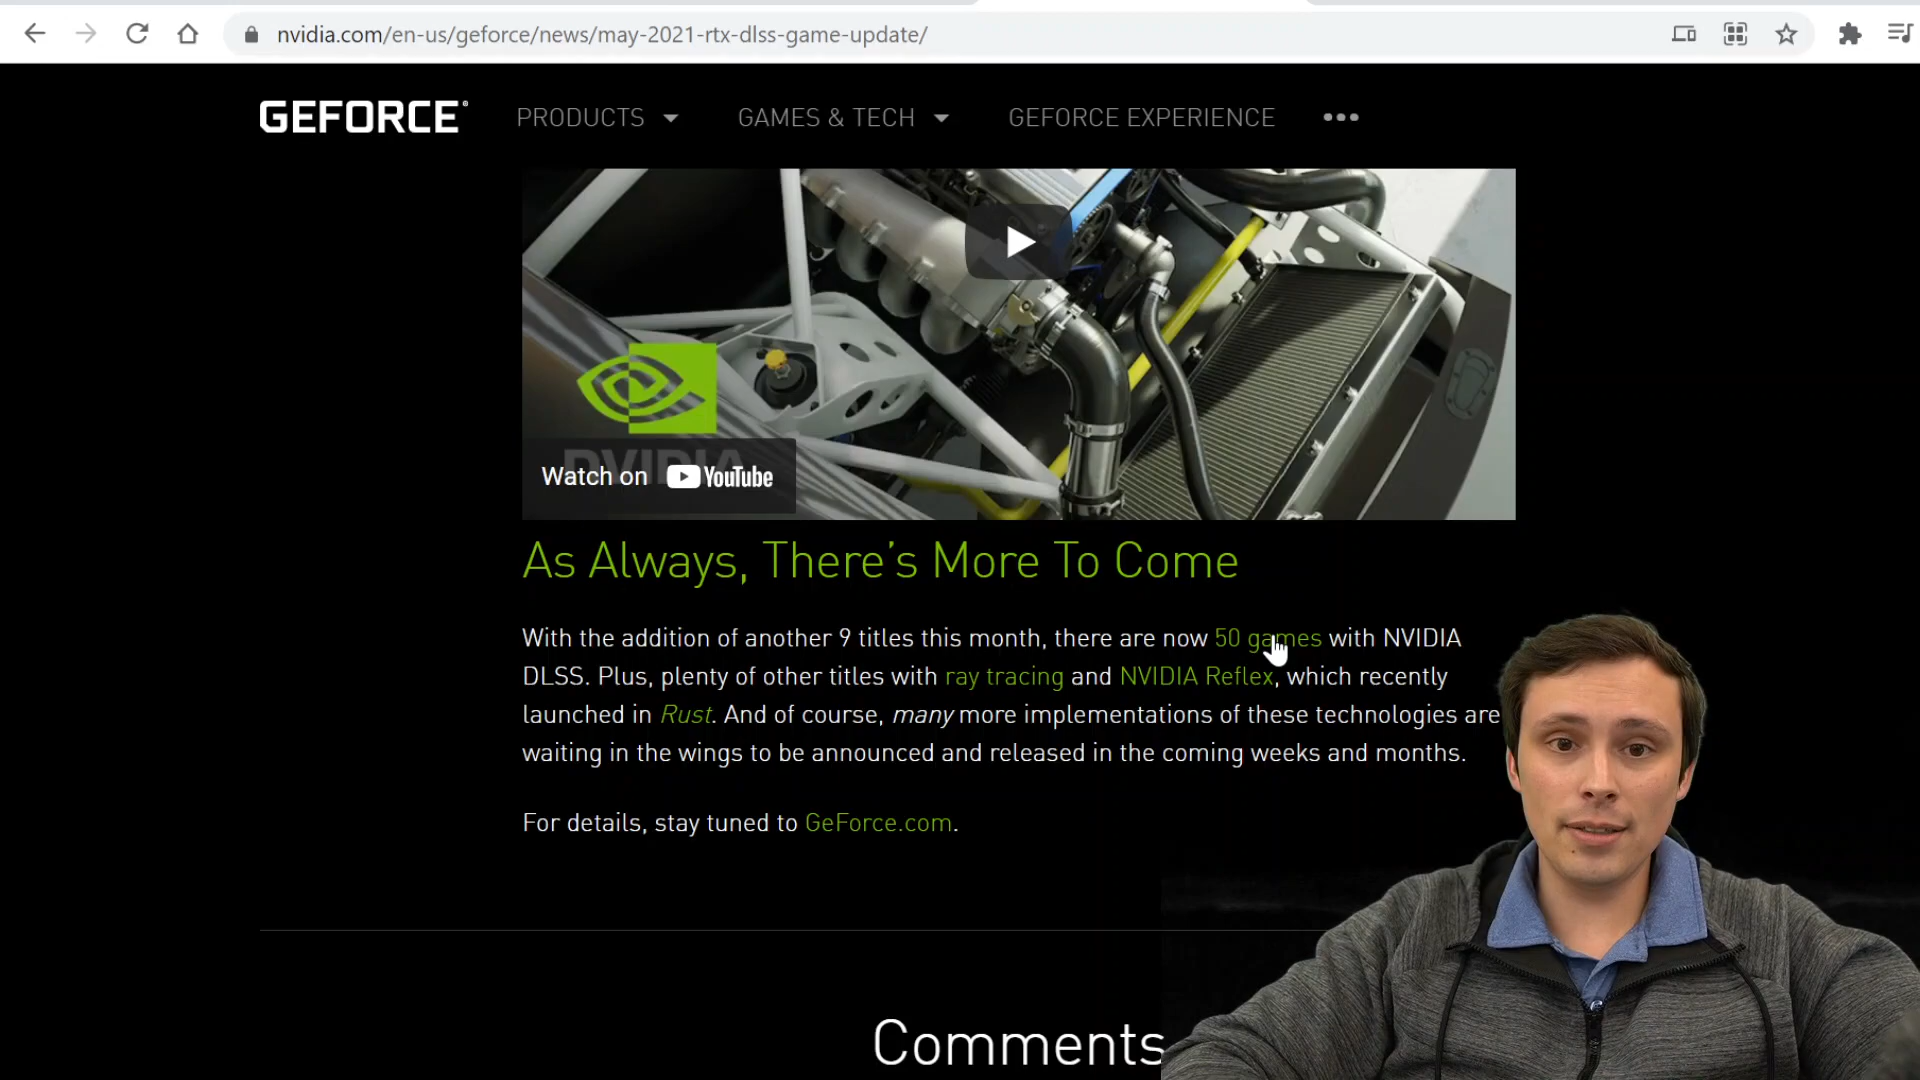 nvidia.com/en-us/geforce/news/may-2021-rtx-dlss-game-update/
GEFORCE
PRODUCTS
GAMES & TECH
GEFORCE EXPERIENCE
NVIDIA
Watch on YouTube
As Always, There’s More To Come
With the addition of another 9 titles this month, there are now 50 games with NVIDIA
DLSS. Plus, plenty of other titles with ray tracing and NVIDIA Reflex, which recently
launched in Rust. And of course, many more implementations of these technologies are
waiting in the wings to be announced and released in the coming weeks and months.
For details, stay tuned to GeForce.com.
Comments